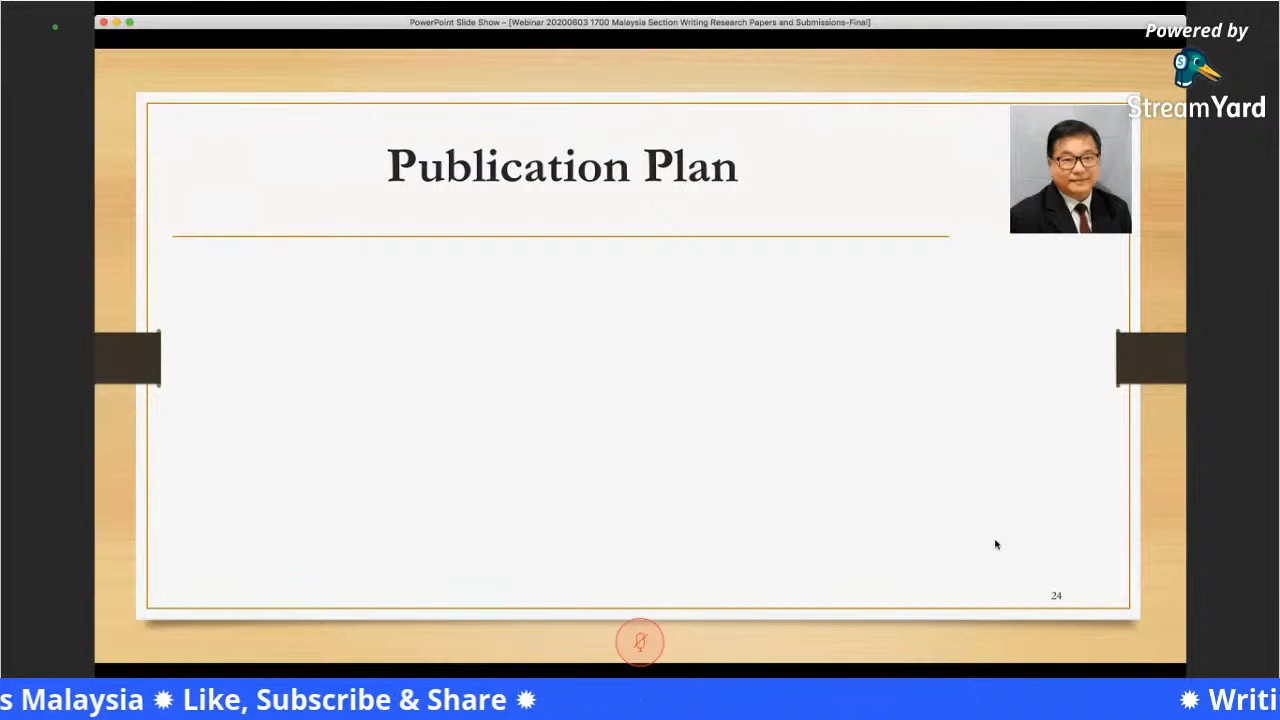 PowerPoint Slide Show – [Webinar 20200603 1700 Malaysia Section Writing Research Papers and Submissions-Final]
Powered by
S
StreamYard
Publication Plan
24
s Malaysia ✹ Like, Subscribe & Share ✹ ✹ Writi